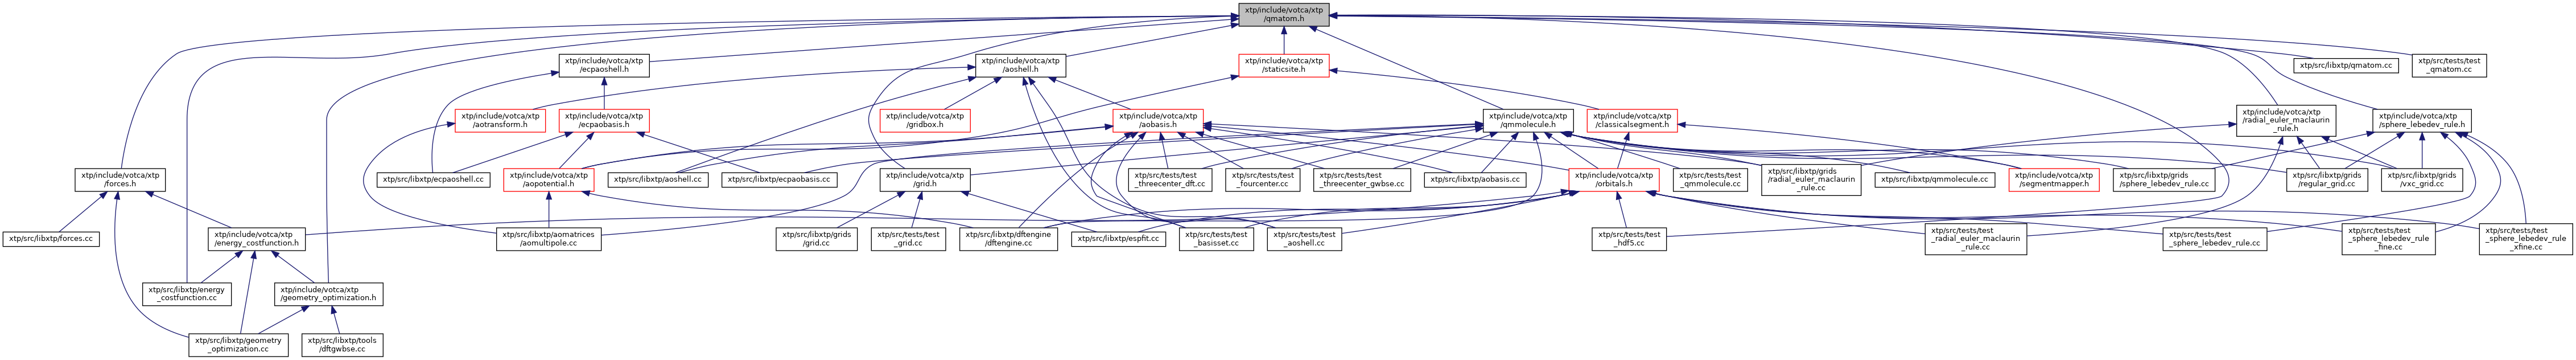 xtp/include/votca/xtp
/qmatom.h
xtp/include/votca/xtp
/ecpaoshell.h
xtp/include/votca/xtp
/aoshell.h
xtp/include/votca/xtp
/staticsite.h
xtp/src/libxtp/qmatom.cc
xtp/src/tests/test
_qmatom.cc
xtp/include/votca/xtp
/aotransform.h
xtp/include/votca/xtp
/ecpaobasis.h
xtp/include/votca/xtp
/gridbox.h
xtp/include/votca/xtp
/aobasis.h
xtp/include/votca/xtp
/qmmolecule.h
xtp/include/votca/xtp
/classicalsegment.h
xtp/include/votca/xtp
/radial_euler_maclaurin
_rule.h
xtp/include/votca/xtp
/sphere_lebedev_rule.h
xtp/include/votca/xtp
/forces.h
xtp/src/libxtp/ecpaoshell.cc
xtp/include/votca/xtp
/aopotential.h
xtp/src/libxtp/aoshell.cc
xtp/src/libxtp/ecpaobasis.cc
xtp/include/votca/xtp
/grid.h
xtp/src/tests/test
_threecenter_dft.cc
xtp/src/tests/test
_fourcenter.cc
xtp/src/tests/test
_threecenter_gwbse.cc
xtp/src/libxtp/aobasis.cc
xtp/include/votca/xtp
/orbitals.h
xtp/src/tests/test
_qmmolecule.cc
xtp/src/libxtp/grids
/radial_euler_maclaurin
_rule.cc
xtp/src/libxtp/qmmolecule.cc
xtp/include/votca/xtp
/segmentmapper.h
xtp/src/libxtp/grids
/sphere_lebedev_rule.cc
xtp/src/libxtp/grids
/regular_grid.cc
xtp/src/libxtp/grids
/vxc_grid.cc
xtp/src/libxtp/forces.cc
xtp/include/votca/xtp
/energy_costfunction.h
xtp/src/libxtp/aomatrices
/aomultipole.cc
xtp/src/libxtp/grids
/grid.cc
xtp/src/tests/test
_grid.cc
xtp/src/libxtp/dftengine
/dftengine.cc
xtp/src/libxtp/espfit.cc
xtp/src/tests/test
_basisset.cc
xtp/src/tests/test
_aoshell.cc
xtp/src/tests/test
_hdf5.cc
xtp/src/tests/test
_radial_euler_maclaurin
_rule.cc
xtp/src/tests/test
_sphere_lebedev_rule.cc
xtp/src/tests/test
_sphere_lebedev_rule
_fine.cc
xtp/src/tests/test
_sphere_lebedev_rule
_xfine.cc
xtp/src/libxtp/energy
_costfunction.cc
xtp/include/votca/xtp
/geometry_optimization.h
xtp/src/libxtp/geometry
_optimization.cc
xtp/src/libxtp/tools
/dftgwbse.cc